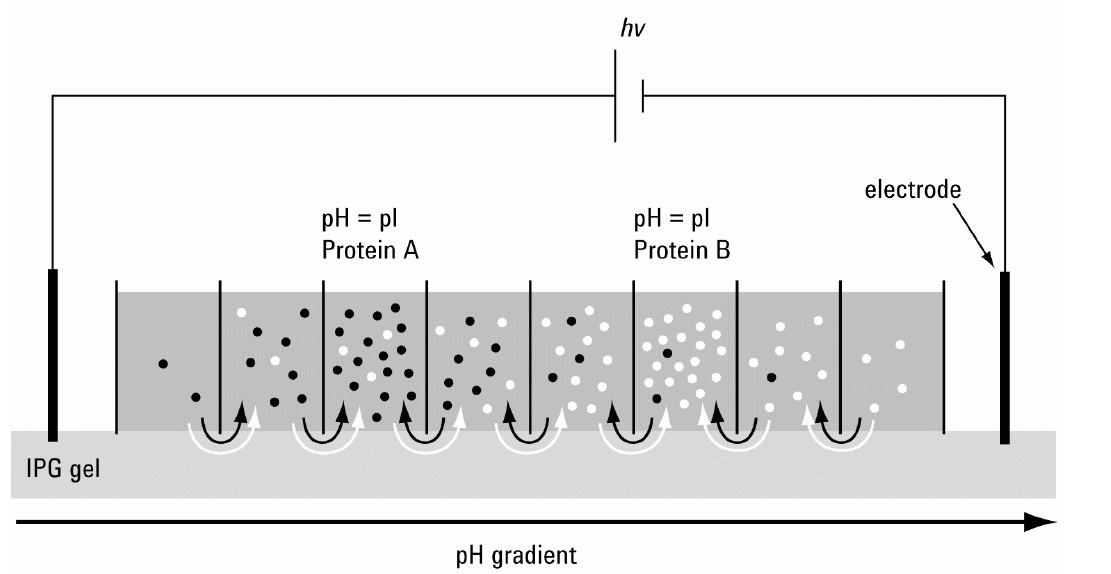 hv
electrode
pH = pI
Protein A
pH = pI
Protein B
IPG gel
pH gradient